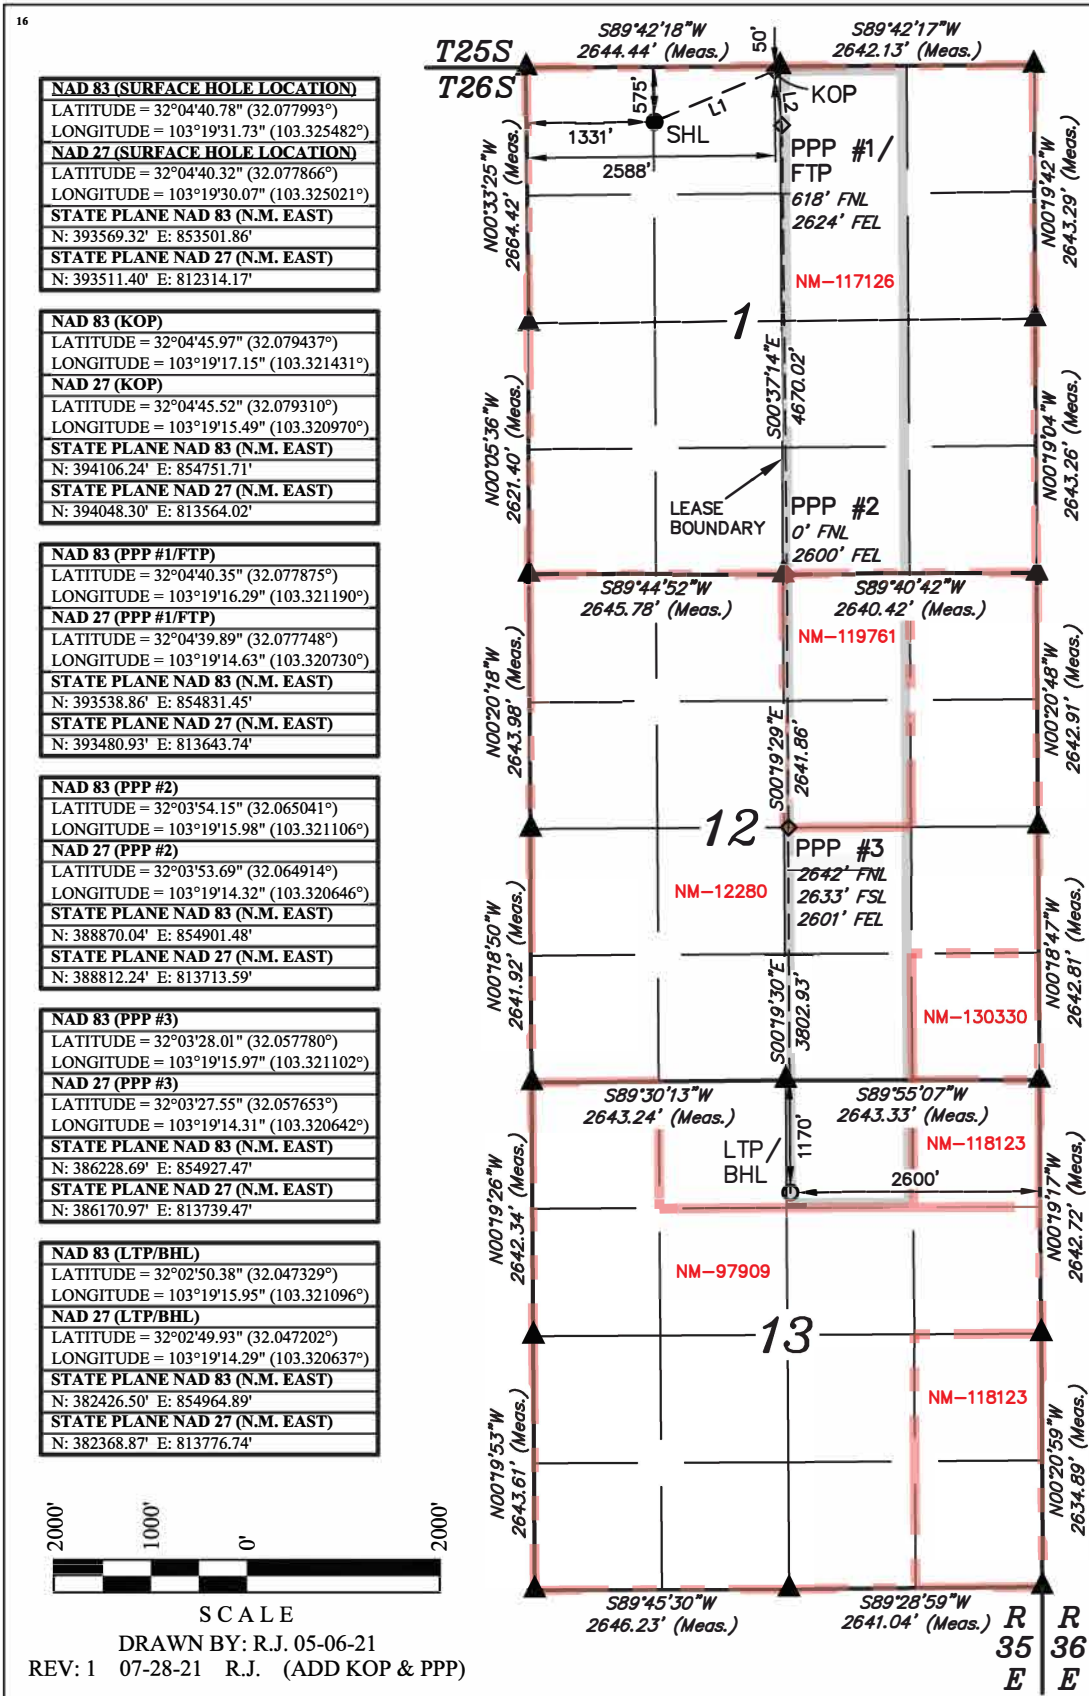 16
NAD 83 (SURFACE HOLE LOCATION)
LATITUDE = 32°04'40.78" (32.077993°)
LONGITUDE = 103°19'31.73" (103.325482°)
NAD 27 (SURFACE HOLE LOCATION)
LATITUDE = 32°04'40.32" (32.077866°)
LONGITUDE = 103°19'30.07" (103.325021°)
STATE PLANE NAD 83 (N.M. EAST)
N: 393569.32' E: 853501.86'
STATE PLANE NAD 27 (N.M. EAST)
N: 393511.40' E: 812314.17'
NAD 83 (KOP)
LATITUDE = 32°04'45.97" (32.079437°)
LONGITUDE = 103°19'17.15" (103.321431°)
NAD 27 (KOP)
LATITUDE = 32°04'45.52" (32.079310°)
LONGITUDE = 103°19'15.49" (103.320970°)
STATE PLANE NAD 83 (N.M. EAST)
N: 394106.24' E: 854751.71'
STATE PLANE NAD 27 (N.M. EAST)
N: 394048.30' E: 813564.02'
NAD 83 (PPP #1/FTP)
LATITUDE = 32°04'40.35" (32.077875°)
LONGITUDE = 103°19'16.29" (103.321190°)
NAD 27 (PPP #1/FTP)
LATITUDE = 32°04'39.89" (32.077748°)
LONGITUDE = 103°19'14.63" (103.320730°)
STATE PLANE NAD 83 (N.M. EAST)
N: 393538.86' E: 854831.45'
STATE PLANE NAD 27 (N.M. EAST)
N: 393480.93' E: 813643.74'
NAD 83 (PPP #2)
LATITUDE = 32°03'54.15" (32.065041°)
LONGITUDE = 103°19'15.98" (103.321106°)
NAD 27 (PPP #2)
LATITUDE = 32°03'53.69" (32.064914°)
LONGITUDE = 103°19'14.32" (103.320646°)
STATE PLANE NAD 83 (N.M. EAST)
N: 388870.04' E: 854901.48'
STATE PLANE NAD 27 (N.M. EAST)
N: 388812.24' E: 813713.59'
NAD 83 (PPP #3)
LATITUDE = 32°03'28.01" (32.057780°)
LONGITUDE = 103°19'15.97" (103.321102°)
NAD 27 (PPP #3)
LATITUDE = 32°03'27.55" (32.057653°)
LONGITUDE = 103°19'14.31" (103.320642°)
STATE PLANE NAD 83 (N.M. EAST)
N: 386228.69' E: 854927.47'
STATE PLANE NAD 27 (N.M. EAST)
N: 386170.97' E: 813739.47'
NAD 83 (LTP/BHL)
LATITUDE = 32°02'50.38" (32.047329°)
LONGITUDE = 103°19'15.95" (103.321096°)
NAD 27 (LTP/BHL)
LATITUDE = 32°02'49.93" (32.047202°)
LONGITUDE = 103°19'14.29" (103.320637°)
STATE PLANE NAD 83 (N.M. EAST)
N: 382426.50' E: 854964.89'
STATE PLANE NAD 27 (N.M. EAST)
N: 382368.87' E: 813776.74'
2000' 1000' 0' 2000'
SCALE
DRAWN BY: R.J. 05-06-21
REV: 1 07-28-21 R.J. (ADD KOP & PPP)
T25S
T26S
S89°42'18"W
2644.44' (Meas.)
50'
S89°42'17"W
2642.13' (Meas.)
575'
L1
L2
KOP
1331'
SHL
2588'
PPP #1/
FTP
618' FNL
2624' FEL
N00°33'25"W
2664.42' (Meas.)
N00°19'42"W
2643.29' (Meas.)
NM-117126
1
S00°37'14"E
4670.02'
N00°05'36"W
2621.40' (Meas.)
N00°19'04"W
2643.26' (Meas.)
LEASE
BOUNDARY
PPP #2
0' FNL
2600' FEL
S89°44'52"W
2645.78' (Meas.)
S89°40'42"W
2640.42' (Meas.)
NM-119761
N00°20'18"W
2643.98' (Meas.)
S00°19'29"E
2641.86'
N00°20'48"W
2642.91' (Meas.)
12
PPP #3
2642' FNL
2633' FSL
2601' FEL
NM-12280
N00°18'50"W
2641.92' (Meas.)
S00°19'30"E
3802.93'
N00°18'47"W
2642.81' (Meas.)
NM-130330
S89°30'13"W
2643.24' (Meas.)
S89°55'07"W
2643.33' (Meas.)
1170'
NM-118123
LTP/
BHL
2600'
N00°19'26"W
2642.34' (Meas.)
N00°19'17"W
2642.72' (Meas.)
NM-97909
13
NM-118123
N00°19'53"W
2643.61' (Meas.)
N00°20'59"W
2634.89' (Meas.)
S89°45'30"W
2646.23' (Meas.)
S89°28'59"W
2641.04' (Meas.)
R R
35 36
E E